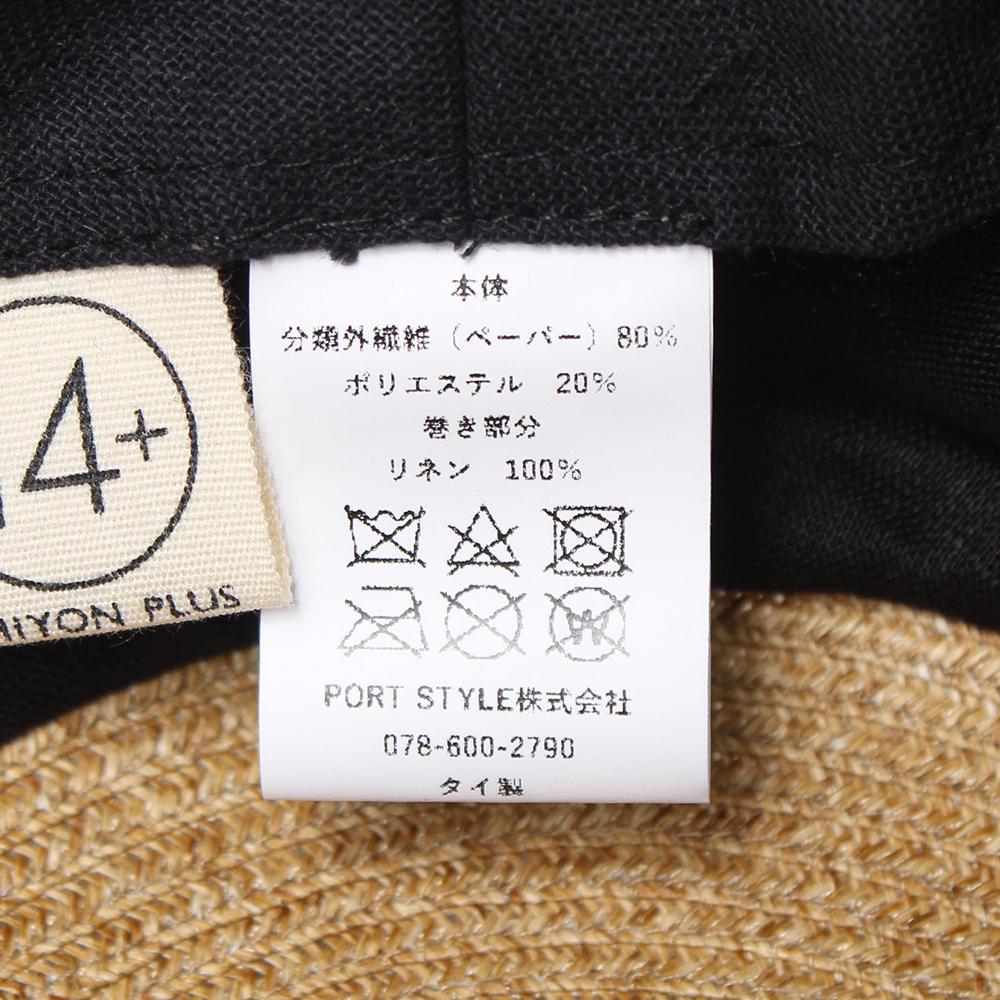 4+
PLUS
本体
分類外繊維（ペーパー）80%
ポリエステル 20%
巻き部分
リネン 100%
W
PORT STYLE株式会社
078-600-2790
タイ製